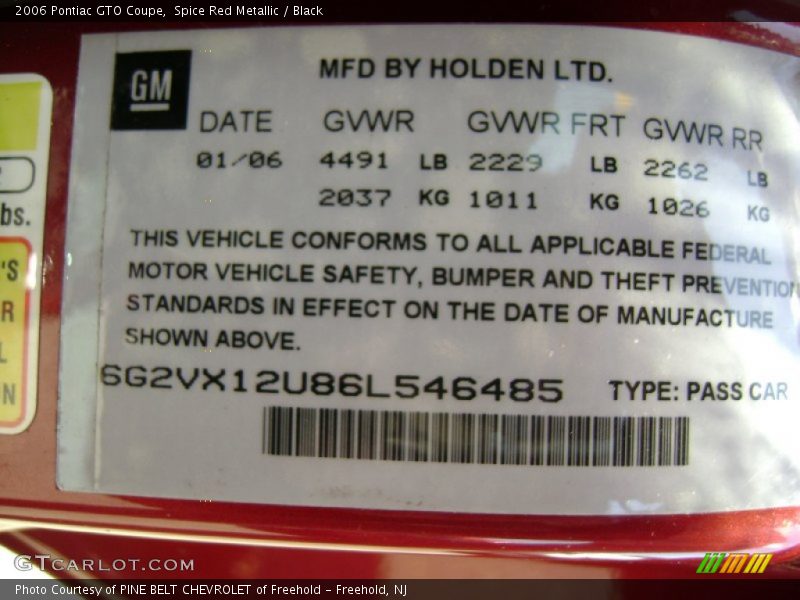 2006 Pontiac GTO Coupe,  Spice Red Metallic / Black
GM
MFD BY HOLDEN LTD.
DATE GVWR GVWR FRT GVWR RR
01/06 4491 LB 2229 LB 2262 LB
2037 KG 1011 KG 1026 KG
THIS VEHICLE CONFORMS TO ALL APPLICABLE FEDERAL
MOTOR VEHICLE SAFETY, BUMPER AND THEFT PREVENTION
STANDARDS IN EFFECT ON THE DATE OF MANUFACTURE
SHOWN ABOVE.
6G2VX12U86L546485 TYPE: PASS CAR
bs.
'S
R
L
N
GTCARLOT.COM
Photo Courtesy of PINE BELT CHEVROLET of Freehold - Freehold, NJ